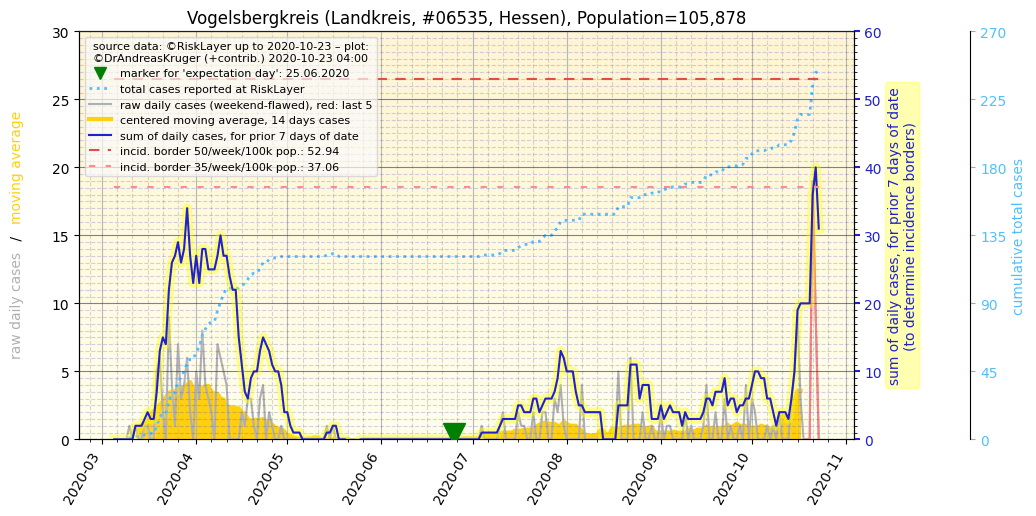 Vogelsbergkreis (Landkreis, #06535, Hessen), Population=105,878
source data: ©RiskLayer up to 2020-10-23 – plot:
©DrAndreasKruger (+contrib.) 2020-10-23 04:00
marker for 'expectation day': 25.06.2020
total cases reported at RiskLayer
raw daily cases (weekend-flawed), red: last 5
centered moving average, 14 days cases
sum of daily cases, for prior 7 days of date
incid. border 50/week/100k pop.: 52.94
incid. border 35/week/100k pop.: 37.06
raw daily cases / moving average
30
25
20
15
10
5
0
2020-03
2020-04
2020-05
2020-06
2020-07
2020-08
2020-09
2020-10
2020-11
60
50
40
30
20
10
0
sum of daily cases, for prior 7 days of date
(to determine incidence borders)
270
225
180
135
90
45
0
cumulative total cases